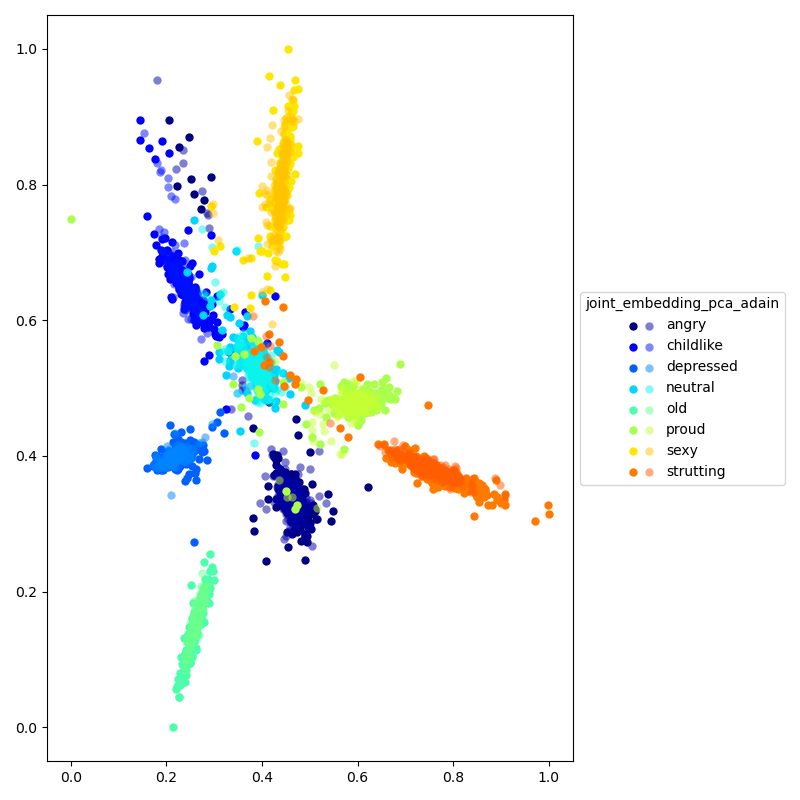 joint_embedding_pca_adain
angry
childlike
depressed
neutral
old
proud
sexy
strutting
1.0
0.8
0.6
0.4
0.2
0.0
0.0 0.2 0.4 0.6 0.8 1.0